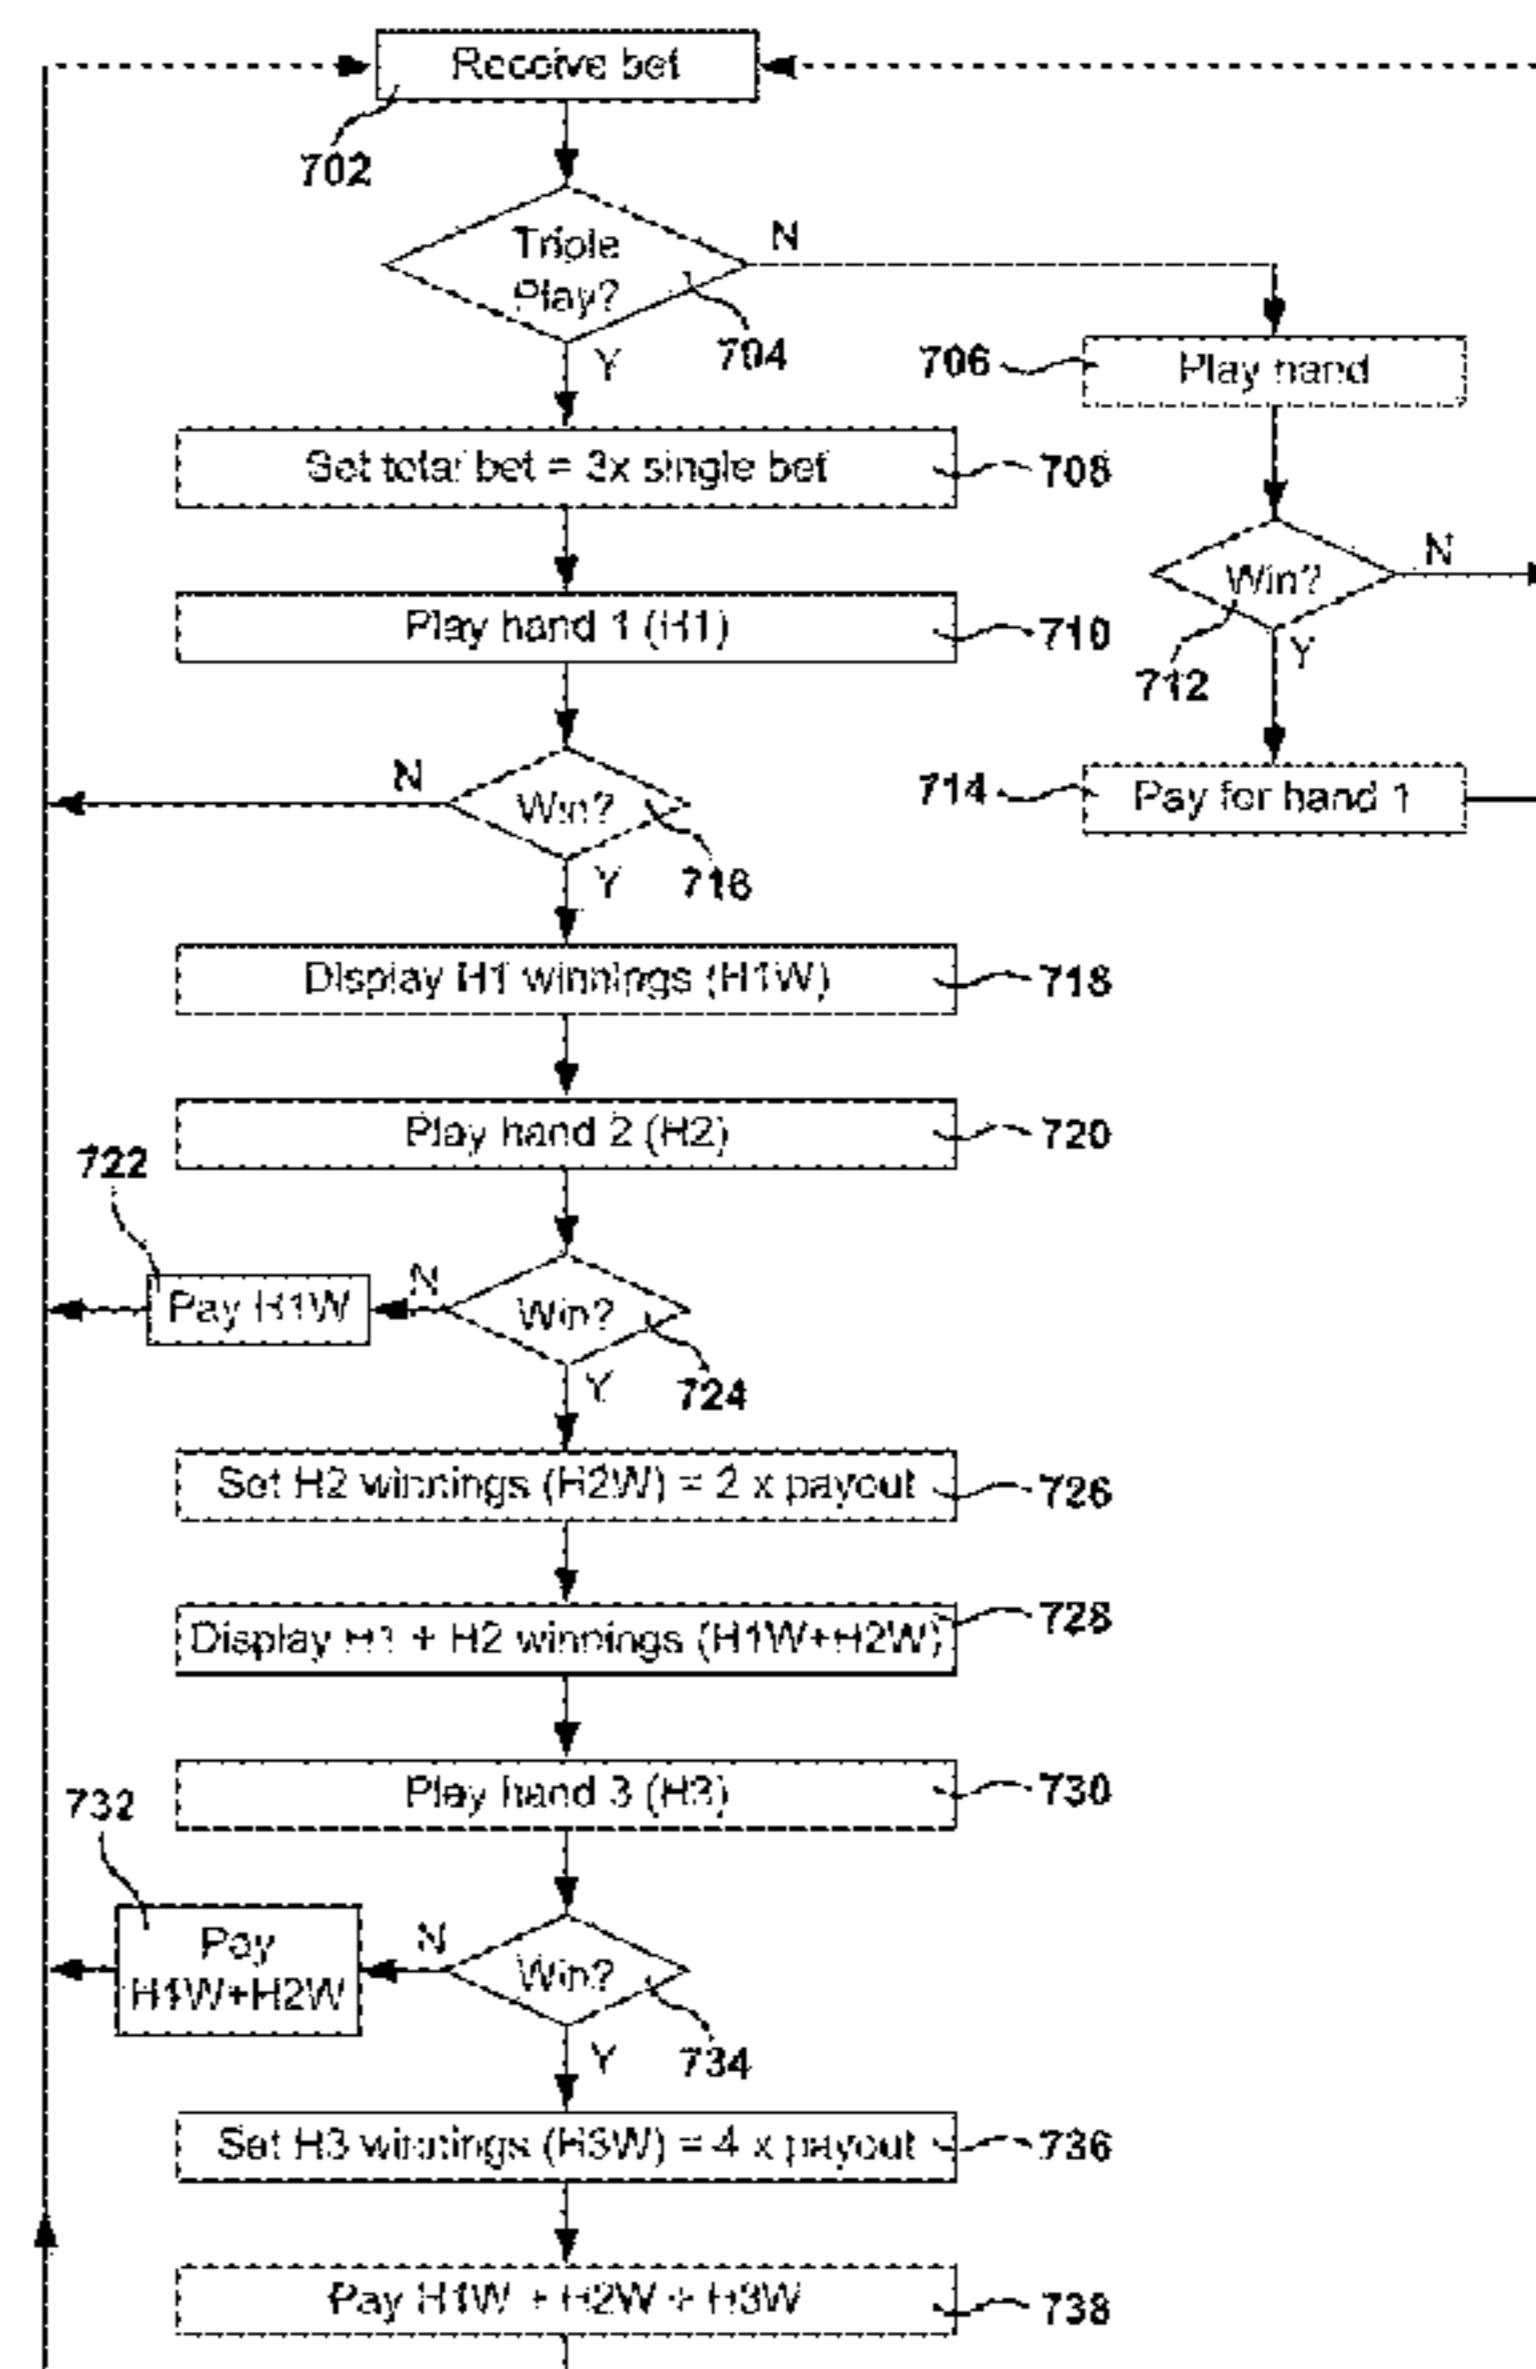 Receive bet
702
Triple
Play?
N
704
Y
706
Play hand
Set total bet = 3x single bet
708
Win?
N
712
Y
Play hand 1 (H1)
710
714
Pay for hand 1
N
Win?
716
Y
Display H1 winnings (H1W)
718
Play hand 2 (H2)
720
722
Pay H1W
N
Win?
724
Y
Set H2 winnings (H2W) = 2 x payout
726
Display H1 + H2 winnings (H1W+H2W)
728
Play hand 3 (H3)
730
732
Pay
H1W+H2W
N
Win?
734
Y
Set H3 winnings (H3W) = 4 x payout
736
Pay H1W + H2W + H3W
738